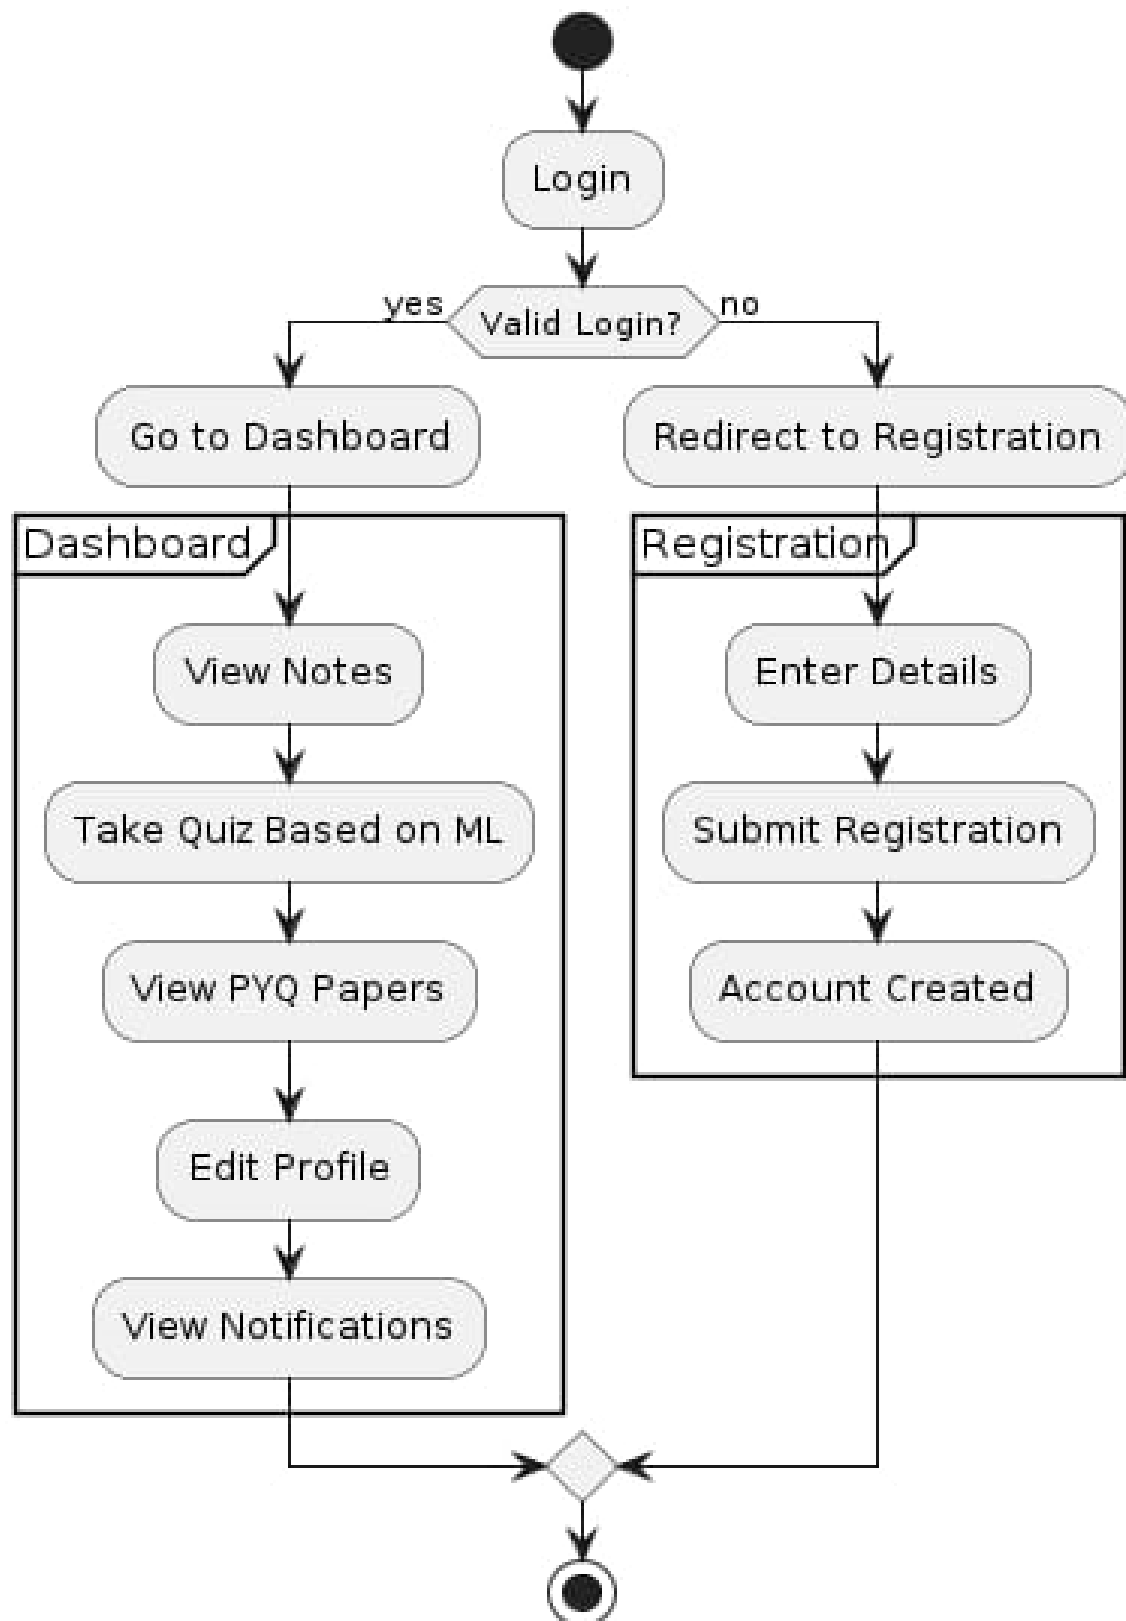 Login
yes
Valid Login?
no
Go to Dashboard
Redirect to Registration
Dashboard
Registration
View Notes
Enter Details
Take Quiz Based on ML
Submit Registration
View PYQ Papers
Account Created
Edit Profile
View Notifications